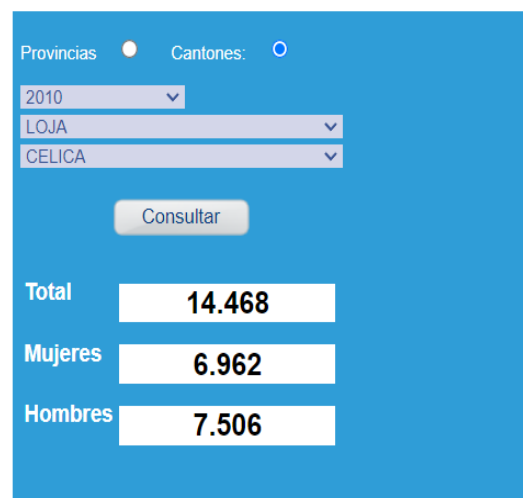 Provincias Cantones:
2010
LOJA
CELICA
Consultar
Total 14.468
Mujeres 6.962
Hombres 7.506